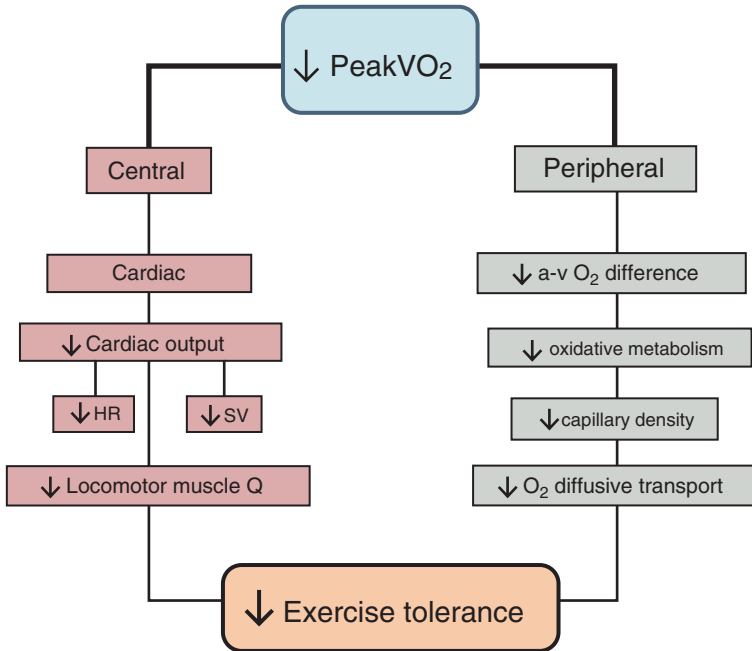 ↓ PeakVO₂
Central
Peripheral
Cardiac
↓ a-v O₂ difference
↓ Cardiac output
↓ oxidative metabolism
↓ HR
↓ SV
↓ capillary density
↓ Locomotor muscle Q
↓ O₂ diffusive transport
↓ Exercise tolerance